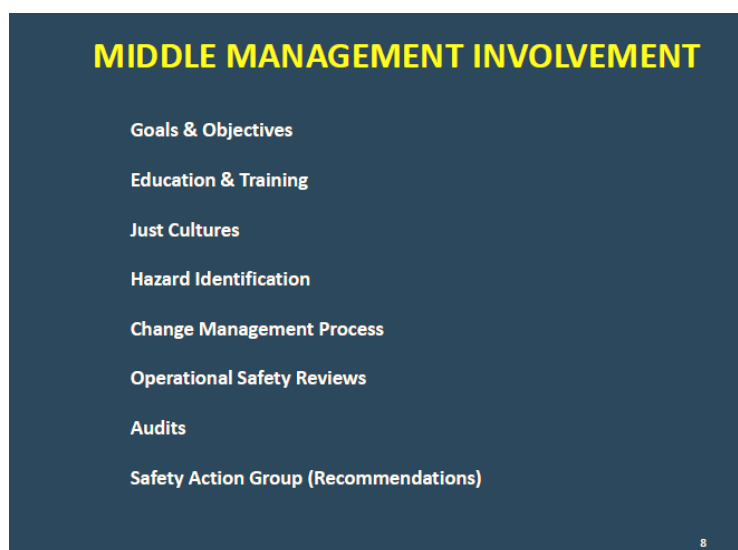 MIDDLE MANAGEMENT INVOLVEMENT
Goals & Objectives
Education & Training
Just Cultures
Hazard Identification
Change Management Process
Operational Safety Reviews
Audits
Safety Action Group (Recommendations)
8